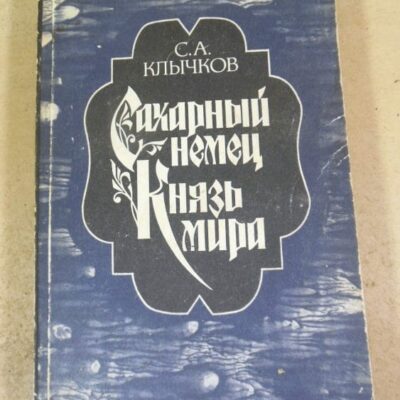 С.А.
КЛЫЧКОВ
Сахарный
немец
Князь
мира